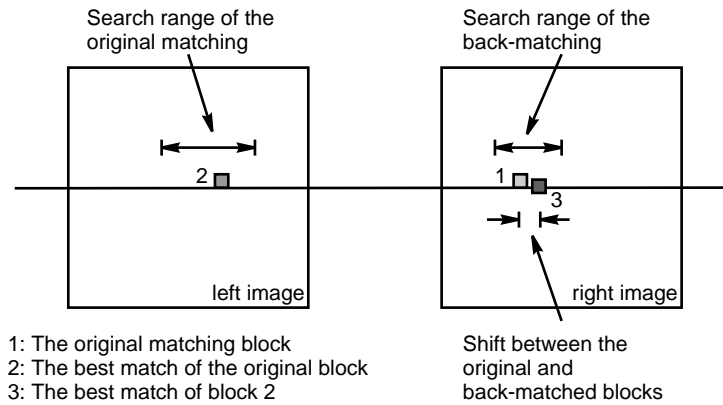 Search range of the
original matching
Search range of the
back-matching
2
1
3
left image
right image
1: The original matching block
2: The best match of the original block
3: The best match of block 2
Shift between the
original and
back-matched blocks